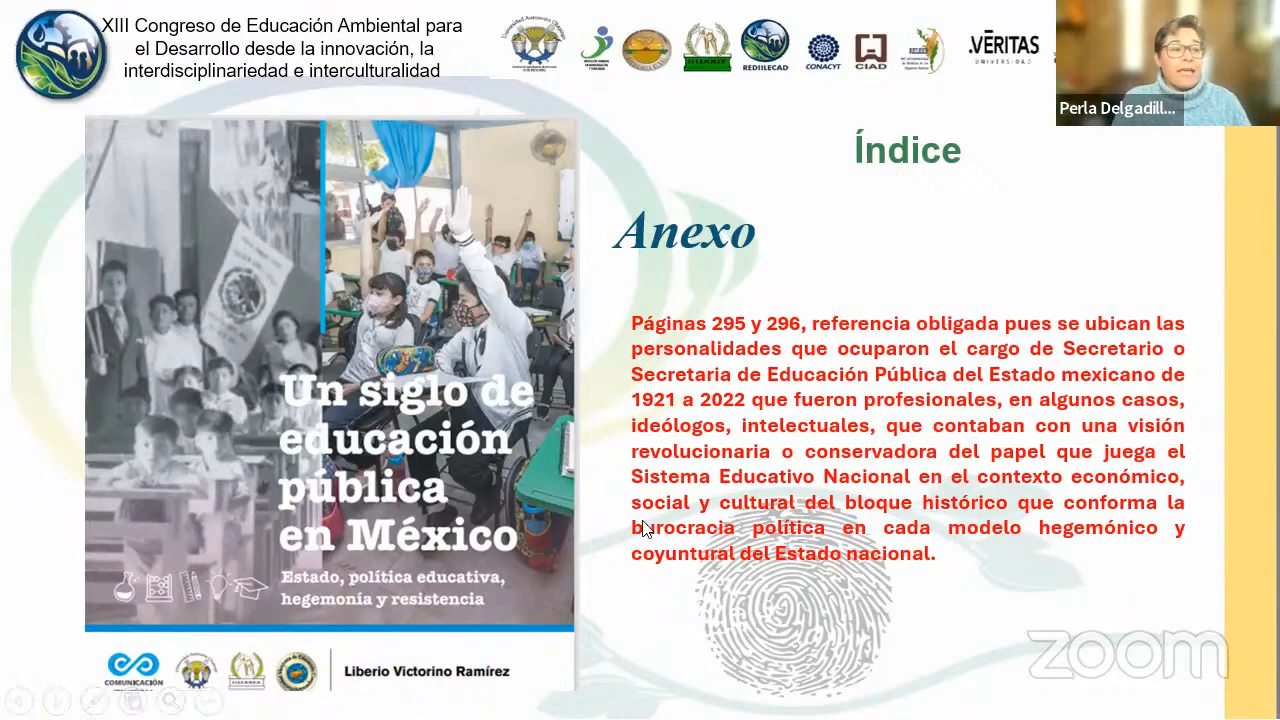 XIII Congreso de Educación Ambiental para
el Desarrollo desde la innovación, la
interdisciplinariedad e interculturalidad
REDIILECAD
CONACYT
CIAD
VĒRITAS
UNIVERSIDAD
Perla Delgadill...
Índice
Anexo
Páginas 295 y 296, referencia obligada pues se ubican las
personalidades que ocuparon el cargo de Secretario o
Secretaria de Educación Pública del Estado mexicano de
1921 a 2022 que fueron profesionales, en algunos casos,
ideólogos, intelectuales, que contaban con una visión
revolucionaria o conservadora del papel que juega el
Sistema Educativo Nacional en el contexto económico,
social y cultural del bloque histórico que conforma la
burocracia política en cada modelo hegemónico y
coyuntural del Estado nacional.
Un siglo de
educación
pública
en México
Estado, política educativa,
hegemonía y resistencia
COMUNICACIÓN
Liberio Victorino Ramírez
zoom